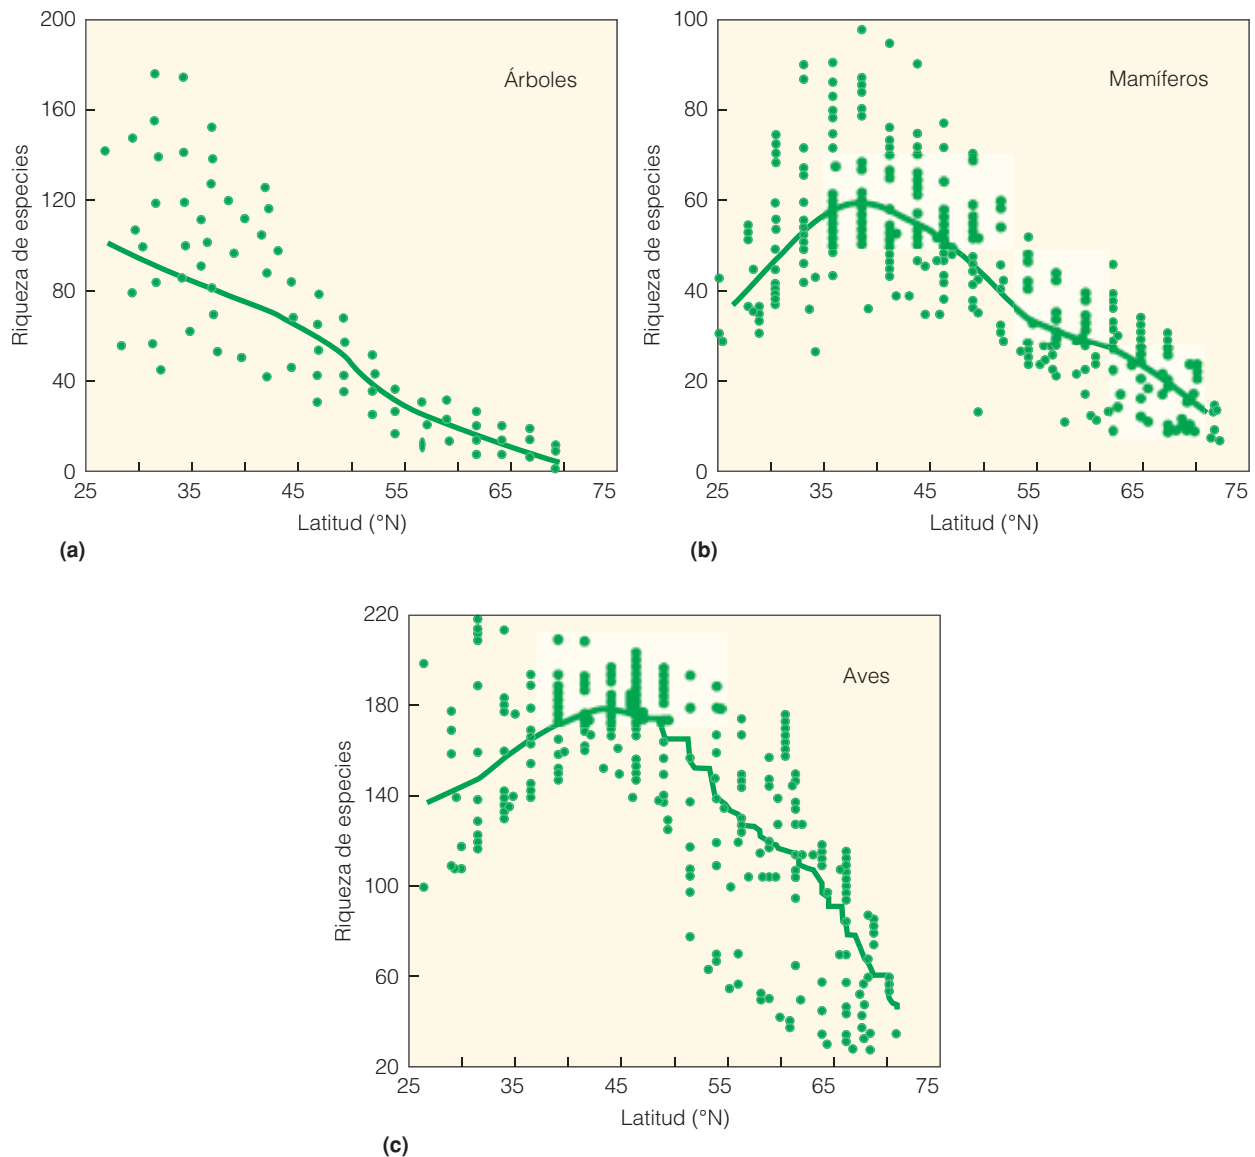 200
160
120
80
40
0
Riqueza de especies
Árboles
25 35 45 55 65 75
Latitud (°N)
(a)
100
80
60
40
20
0
Riqueza de especies
Mamíferos
25 35 45 55 65 75
Latitud (°N)
(b)
220
180
140
100
60
20
Riqueza de especies
Aves
25 35 45 55 65 75
Latitud (°N)
(c)